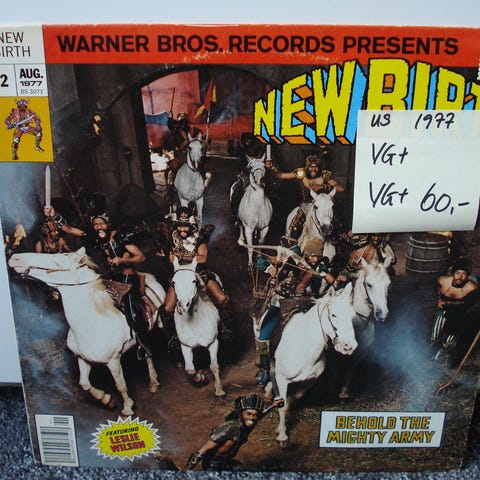 NEW
BIRTH
WARNER BROS. RECORDS PRESENTS
2
AUG.
1977
BS 3071
NEW BIRT
US 1977
VG+
VG+ 60,-
FEATURING
LESLIE
WILSON
BEHOLD THE
MIGHTY ARMY